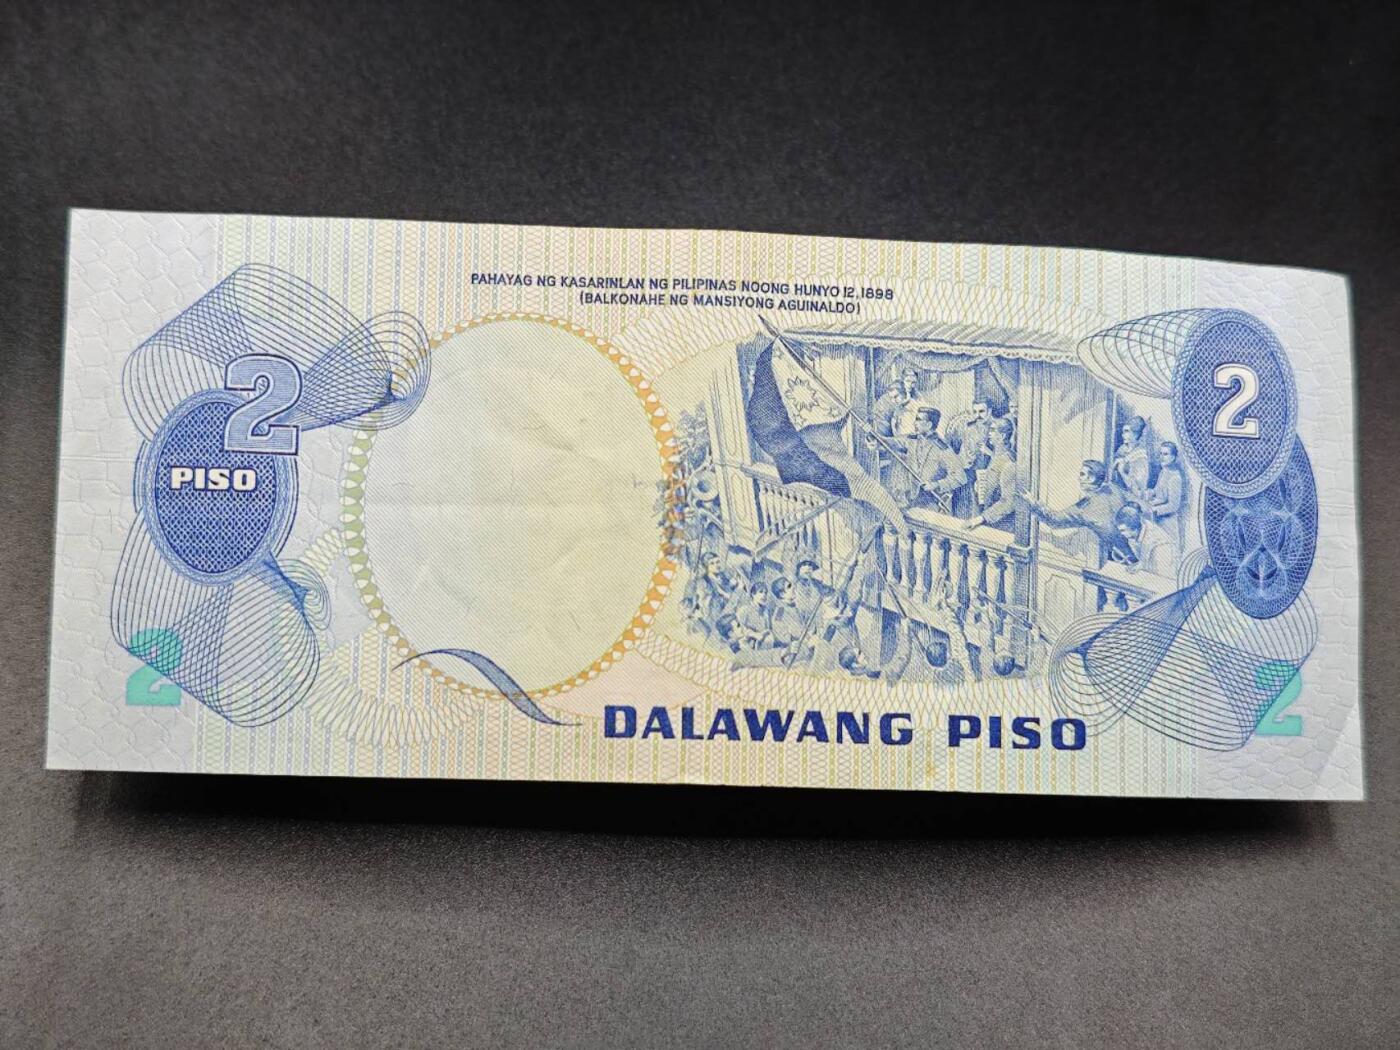 PAHAYAG NG KASARINLAN NG PILIPINAS NOONG HUNYO 12, 1898
(BALKONAHE NG MANSIYONG AGUINALDO)
2
PISO
2
2
2
DALAWANG PISO